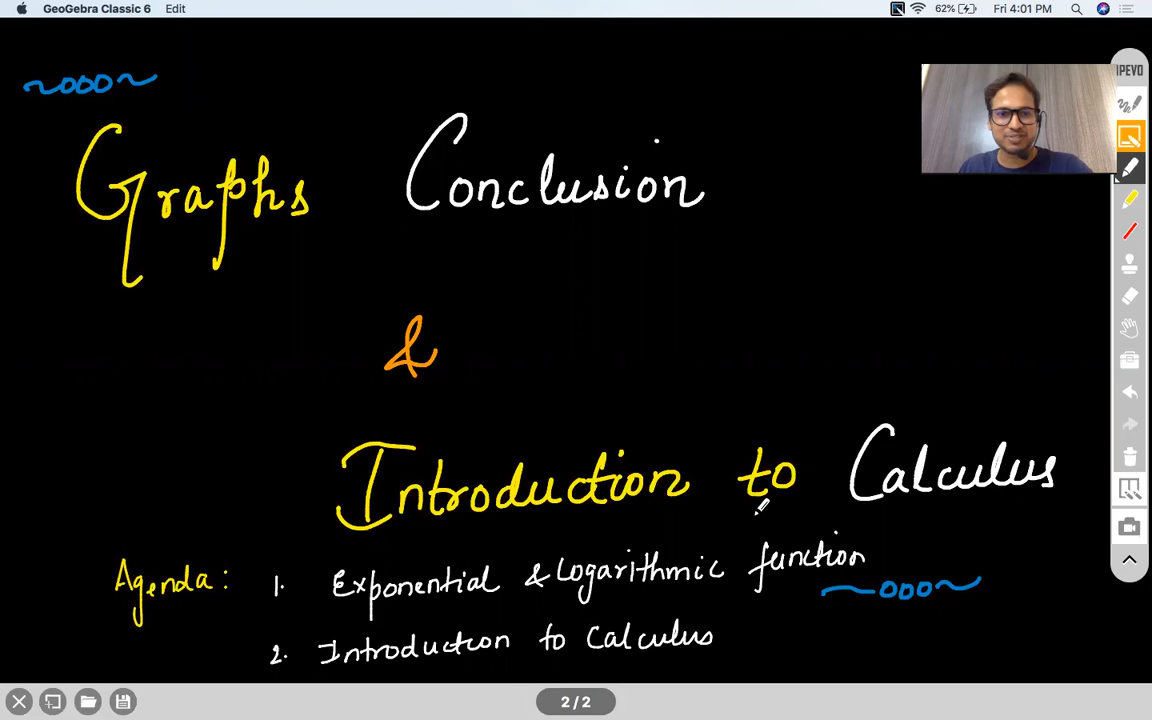 GeoGebra Classic 6 Edit 62% Fri 4:01 PM
IPEVO
Graphs Conclusion
&
Introduction to Calculus
Agenda: 1. Exponential & Logarithmic function
2. Introduction to Calculus
2/2